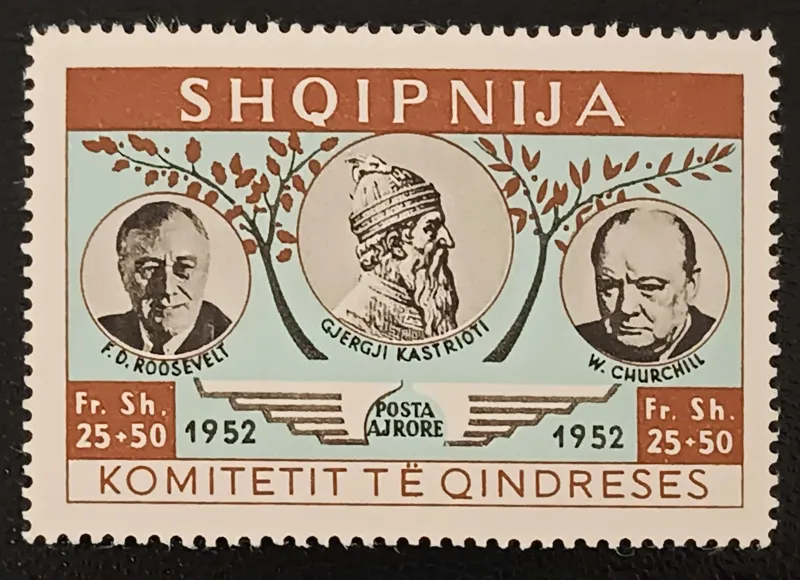 SHQIPNIJA
F. D. ROOSEVELT
GJERGJI KASTRIOTI
W. CHURCHILL
Fr. Sh.
25+50
1952
POSTA
AJRORE
1952
Fr. Sh.
25+50
KOMITETIT TË QINDRESES